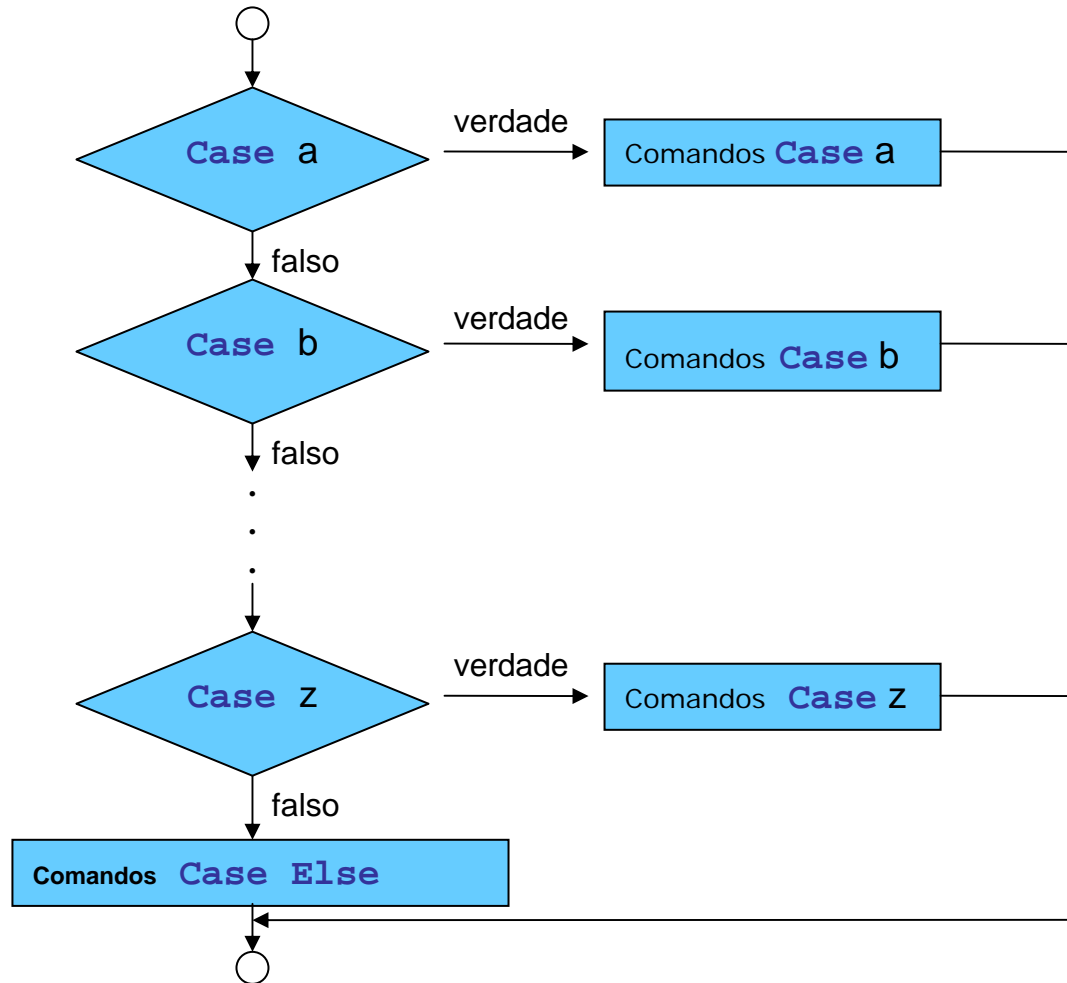 Case a
verdade
Comandos Case a
falso
Case b
verdade
Comandos Case b
falso
.
.
.
Case z
verdade
Comandos Case z
falso
Comandos Case Else